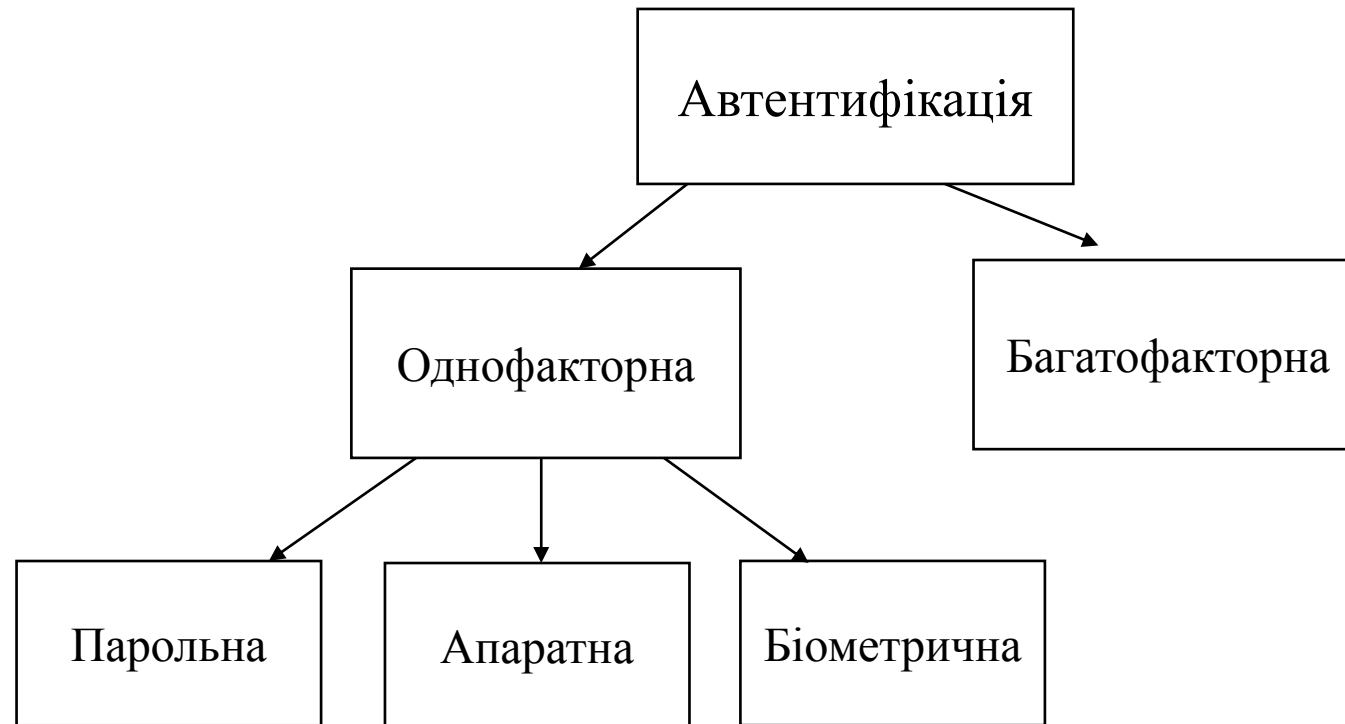 Автентифікація
Однофакторна
Багатофакторна
Парольна
Апаратна
Біометрична